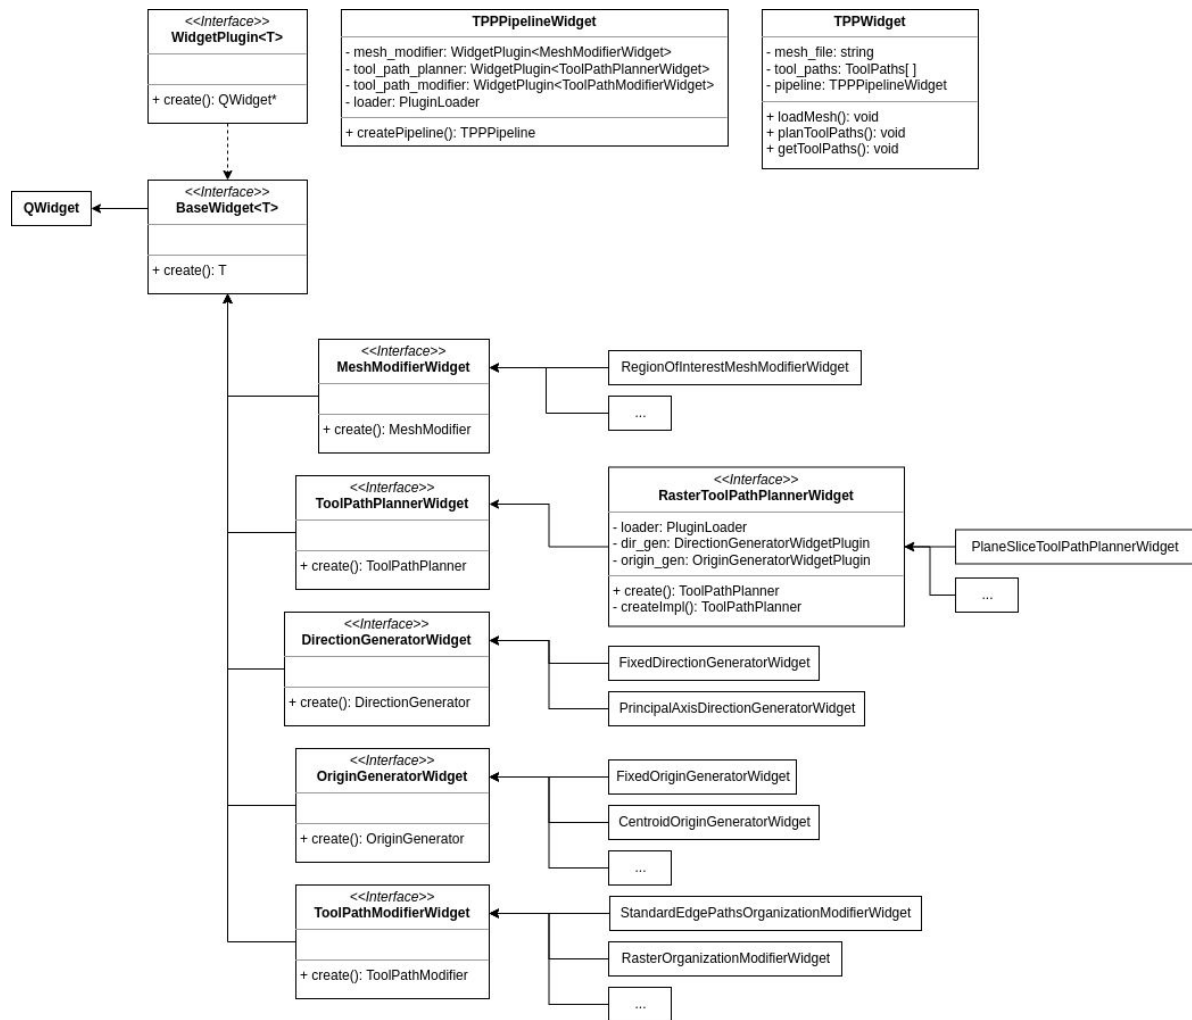 <<Interface>>
WidgetPlugin<T>
+ create(): QWidget*
TPPPipelineWidget
- mesh_modifier: WidgetPlugin<MeshModifierWidget>
- tool_path_planner: WidgetPlugin<ToolPathPlannerWidget>
- tool_path_modifier: WidgetPlugin<ToolPathModifierWidget>
- loader: PluginLoader
+ createPipeline(): TPPPipeline
TPPWidget
- mesh_file: string
- tool_paths: ToolPaths[ ]
- pipeline: TPPPipelineWidget
+ loadMesh(): void
+ planToolPaths(): void
+ getToolPaths(): void
QWidget
<<Interface>>
BaseWidget<T>
+ create(): T
<<Interface>>
MeshModifierWidget
+ create(): MeshModifier
RegionOfInterestMeshModifierWidget
...
<<Interface>>
ToolPathPlannerWidget
+ create(): ToolPathPlanner
<<Interface>>
RasterToolPathPlannerWidget
- loader: PluginLoader
- dir_gen: DirectionGeneratorWidgetPlugin
- origin_gen: OriginGeneratorWidgetPlugin
+ create(): ToolPathPlanner
- createImpl(): ToolPathPlanner
PlaneSliceToolPathPlannerWidget
...
<<Interface>>
DirectionGeneratorWidget
+ create(): DirectionGenerator
FixedDirectionGeneratorWidget
PrincipalAxisDirectionGeneratorWidget
<<Interface>>
OriginGeneratorWidget
+ create(): OriginGenerator
FixedOriginGeneratorWidget
CentroidOriginGeneratorWidget
...
<<Interface>>
ToolPathModifierWidget
+ create(): ToolPathModifier
StandardEdgePathsOrganizationModifierWidget
RasterOrganizationModifierWidget
...